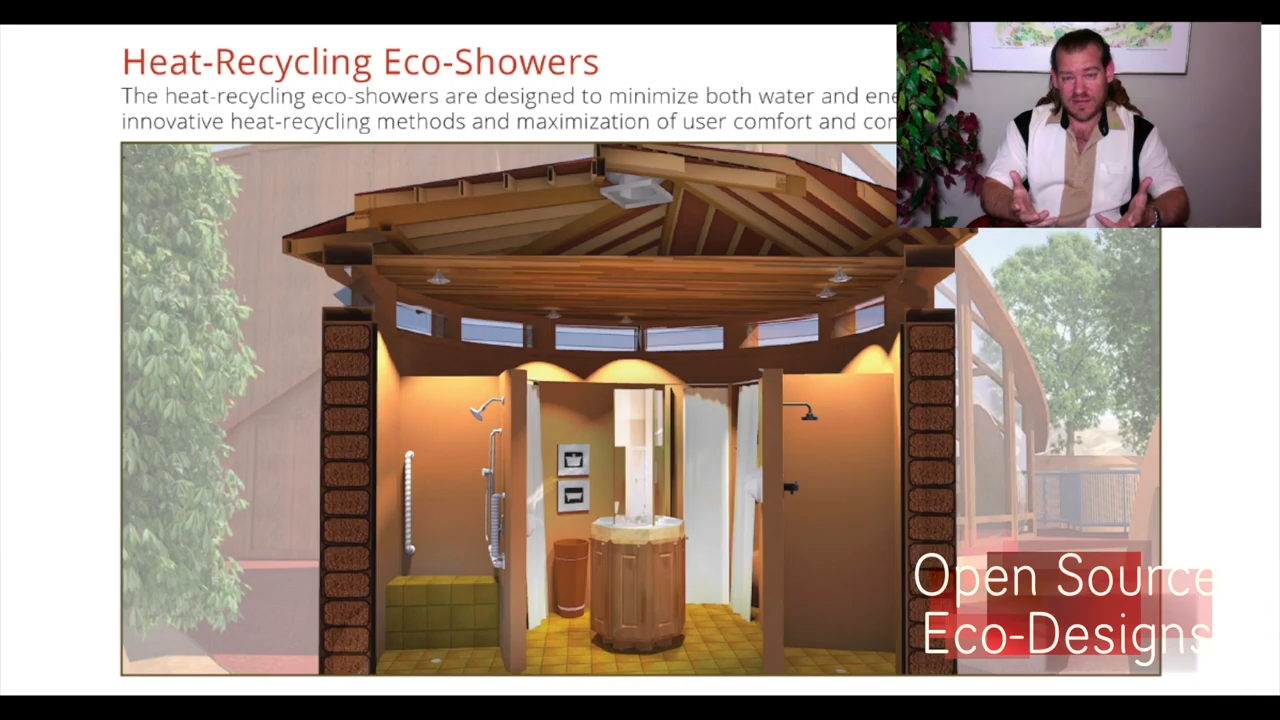 Heat-Recycling Eco-Showers
The heat-recycling eco-showers are designed to minimize both water and
innovative heat-recycling methods and maximization of user comfort and
Open Source
Eco-Designs